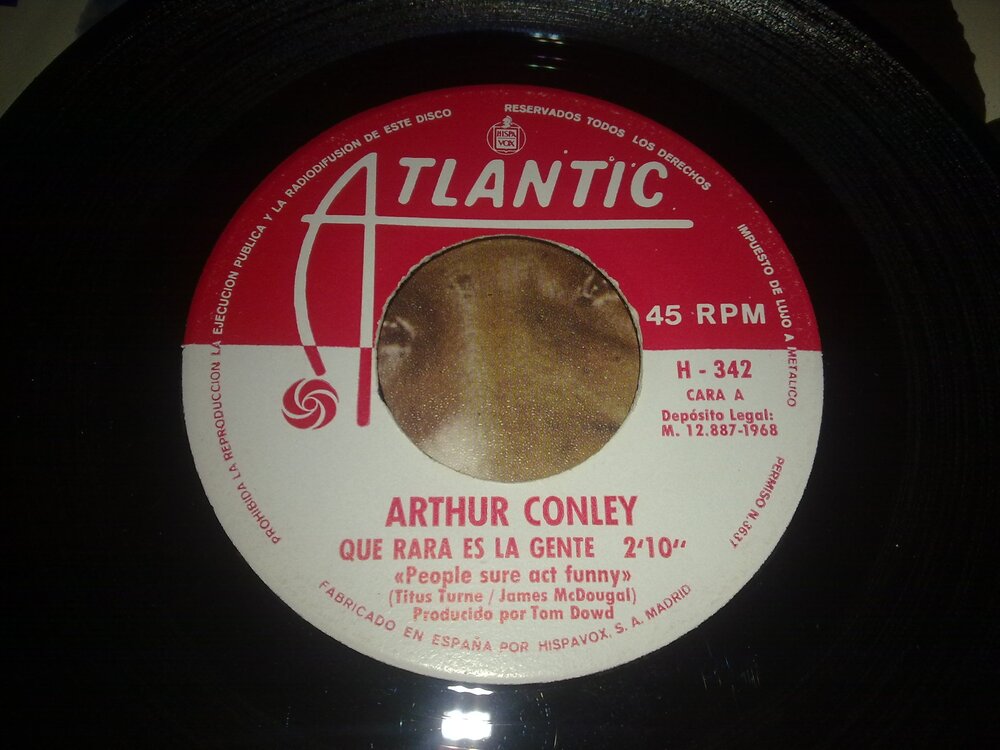 PROHIBIDA LA REPRODUCCION LA EJECUCION PUBLICA Y LA RADIODIFUSION DE ESTE DISCO
RESERVADOS TODOS LOS DERECHOS
IMPUESTO DE LUJO A METALICO
PERMISO N. 3637
HISPA
VOX
ATLANTIC
45 RPM
H - 342
CARA A
Depósito Legal:
M. 12.887-1968
ARTHUR CONLEY
QUE RARA ES LA GENTE 2'10"
«People sure act funny»
(Titus Turne / James McDougal)
Producido por Tom Dowd
FABRICADO EN ESPAÑA POR HISPAVOX, S. A. MADRID